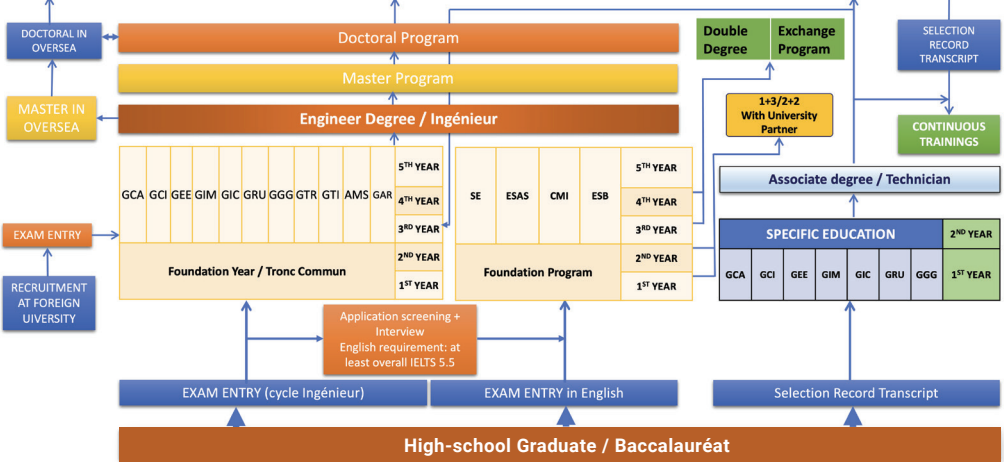 DOCTORAL IN
OVERSEA
Doctoral Program
Double
Degree
Exchange
Program
SELECTION
RECORD
TRANSCRIPT
Master Program
MASTER IN
OVERSEA
Engineer Degree / Ingénieur
1+3/2+2
With University
Partner
CONTINUOUS
TRAININGS
GCA GCI GEE GIM GIC GRU GGG GTR GTI AMS GAR
5TH YEAR
4TH YEAR
3RD YEAR
2ND YEAR
1ST YEAR
Foundation Year / Tronc Commun
SE ESAS CMI ESB
5TH YEAR
4TH YEAR
3RD YEAR
2ND YEAR
1ST YEAR
Foundation Program
Associate degree / Technician
SPECIFIC EDUCATION
2ND YEAR
GCA GCI GEE GIM GIC GRU GGG
1ST YEAR
EXAM ENTRY
RECRUITMENT
AT FOREIGN
UIVERSITY
Application screening +
Interview
English requirement: at
least overall IELTS 5.5
EXAM ENTRY (cycle Ingénieur)
EXAM ENTRY in English
Selection Record Transcript
High-school Graduate / Baccalauréat